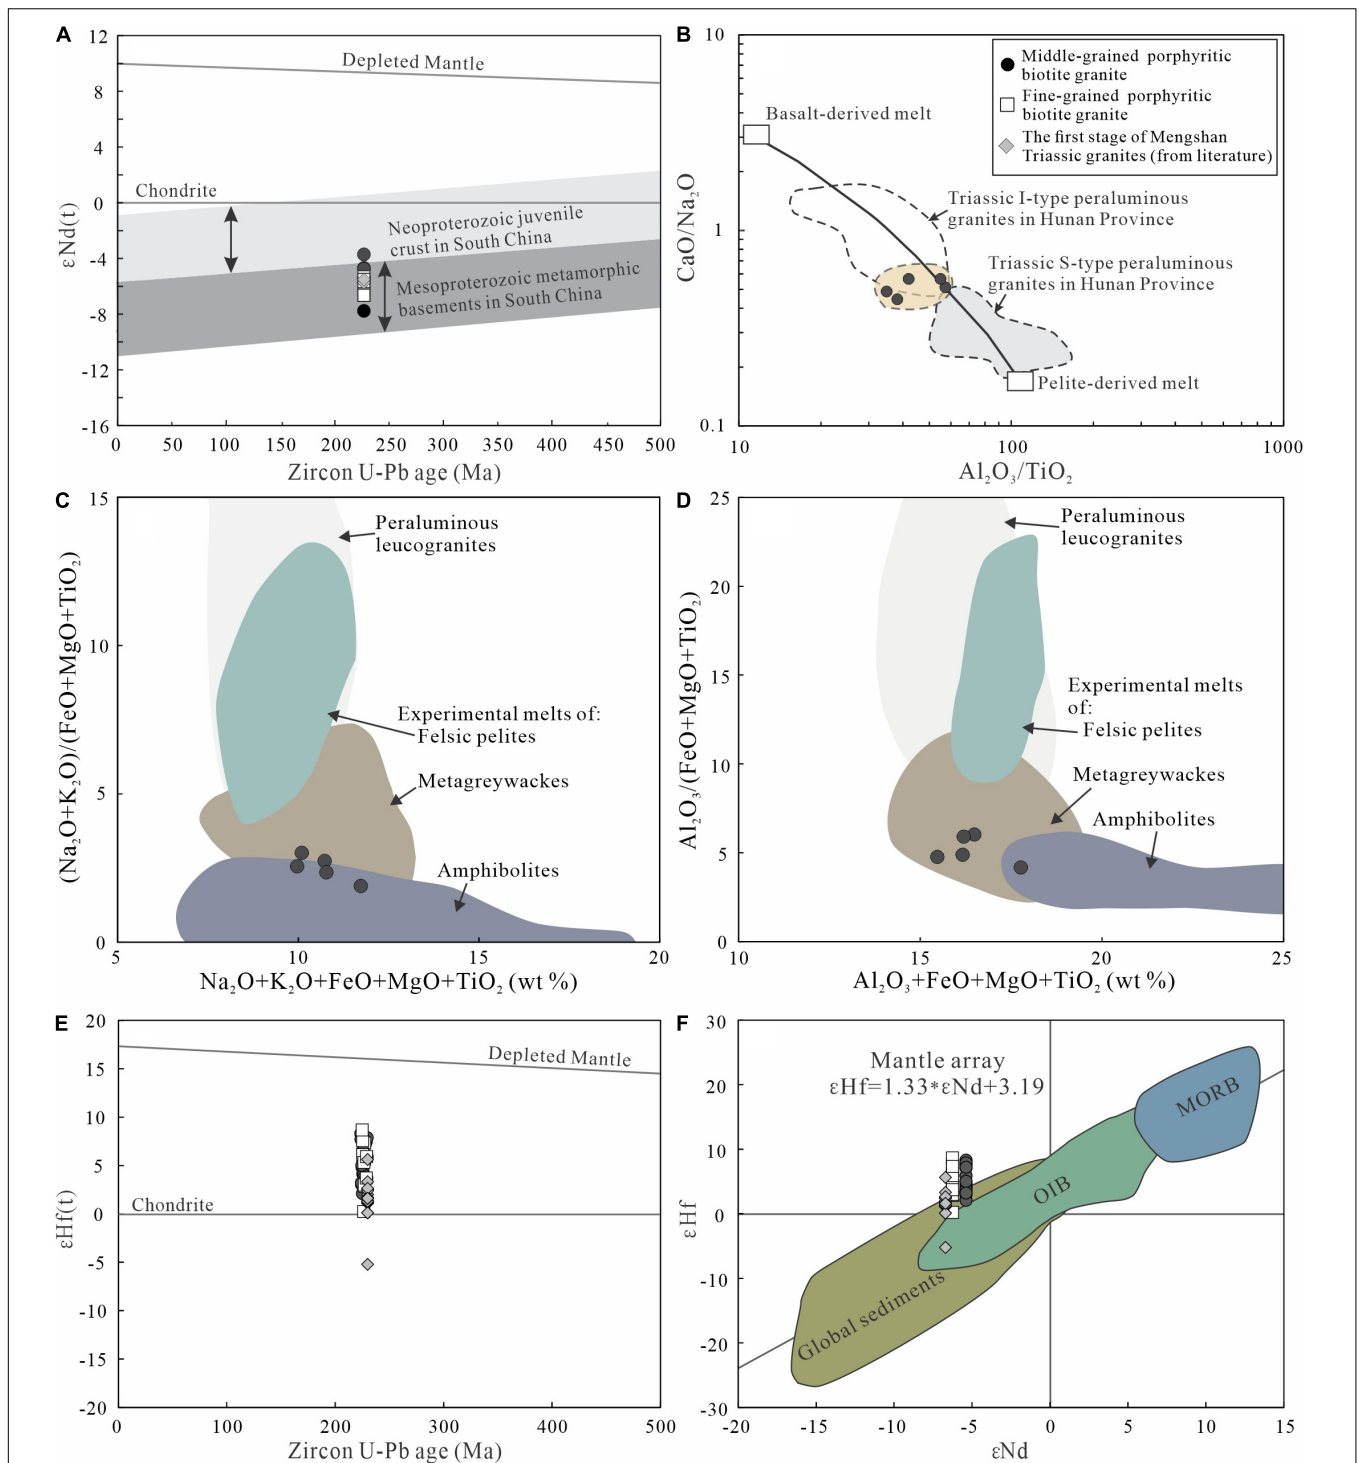 A
12
8
4
0
-4
-8
-12
-16
εNd(t)
Depleted Mantle
Chondrite
Neoproterozoic juvenile
crust in South China
Mesoproterozoic metamorphic
basements in South China
0 50 100 150 200 250 300 350 400 450 500
Zircon U-Pb age (Ma)
B
10
1
0.1
CaO/Na₂O
Middle-grained porphyritic
biotite granite
Fine-grained porphyritic
biotite granite
The first stage of Mengshan
Triassic granites (from literature)
Basalt-derived melt
Triassic I-type peraluminous
granites in Hunan Province
Triassic S-type peraluminous
granites in Hunan Province
Pelite-derived melt
10 100 1000
Al₂O₃/TiO₂
C
15
10
5
0
(Na₂O+K₂O)/(FeO+MgO+TiO₂)
Peraluminous
leucogranites
Experimental melts of:
Felsic pelites
Metagreywackes
Amphibolites
5 10 15 20
Na₂O+K₂O+FeO+MgO+TiO₂ (wt %)
D
25
20
15
10
5
0
Al₂O₃/(FeO+MgO+TiO₂)
Peraluminous
leucogranites
Experimental melts
of:
Felsic pelites
Metagreywackes
Amphibolites
10 15 20 25
Al₂O₃+FeO+MgO+TiO₂ (wt %)
E
20
15
10
5
0
-5
-10
-15
-20
εHf(t)
Depleted Mantle
Chondrite
0 100 200 300 400 500
Zircon U-Pb age (Ma)
F
30
20
10
0
-10
-20
-30
εHf
Mantle array
εHf=1.33*εNd+3.19
MORB
OIB
Global sediments
-20 -15 -10 -5 0 5 10 15
εNd